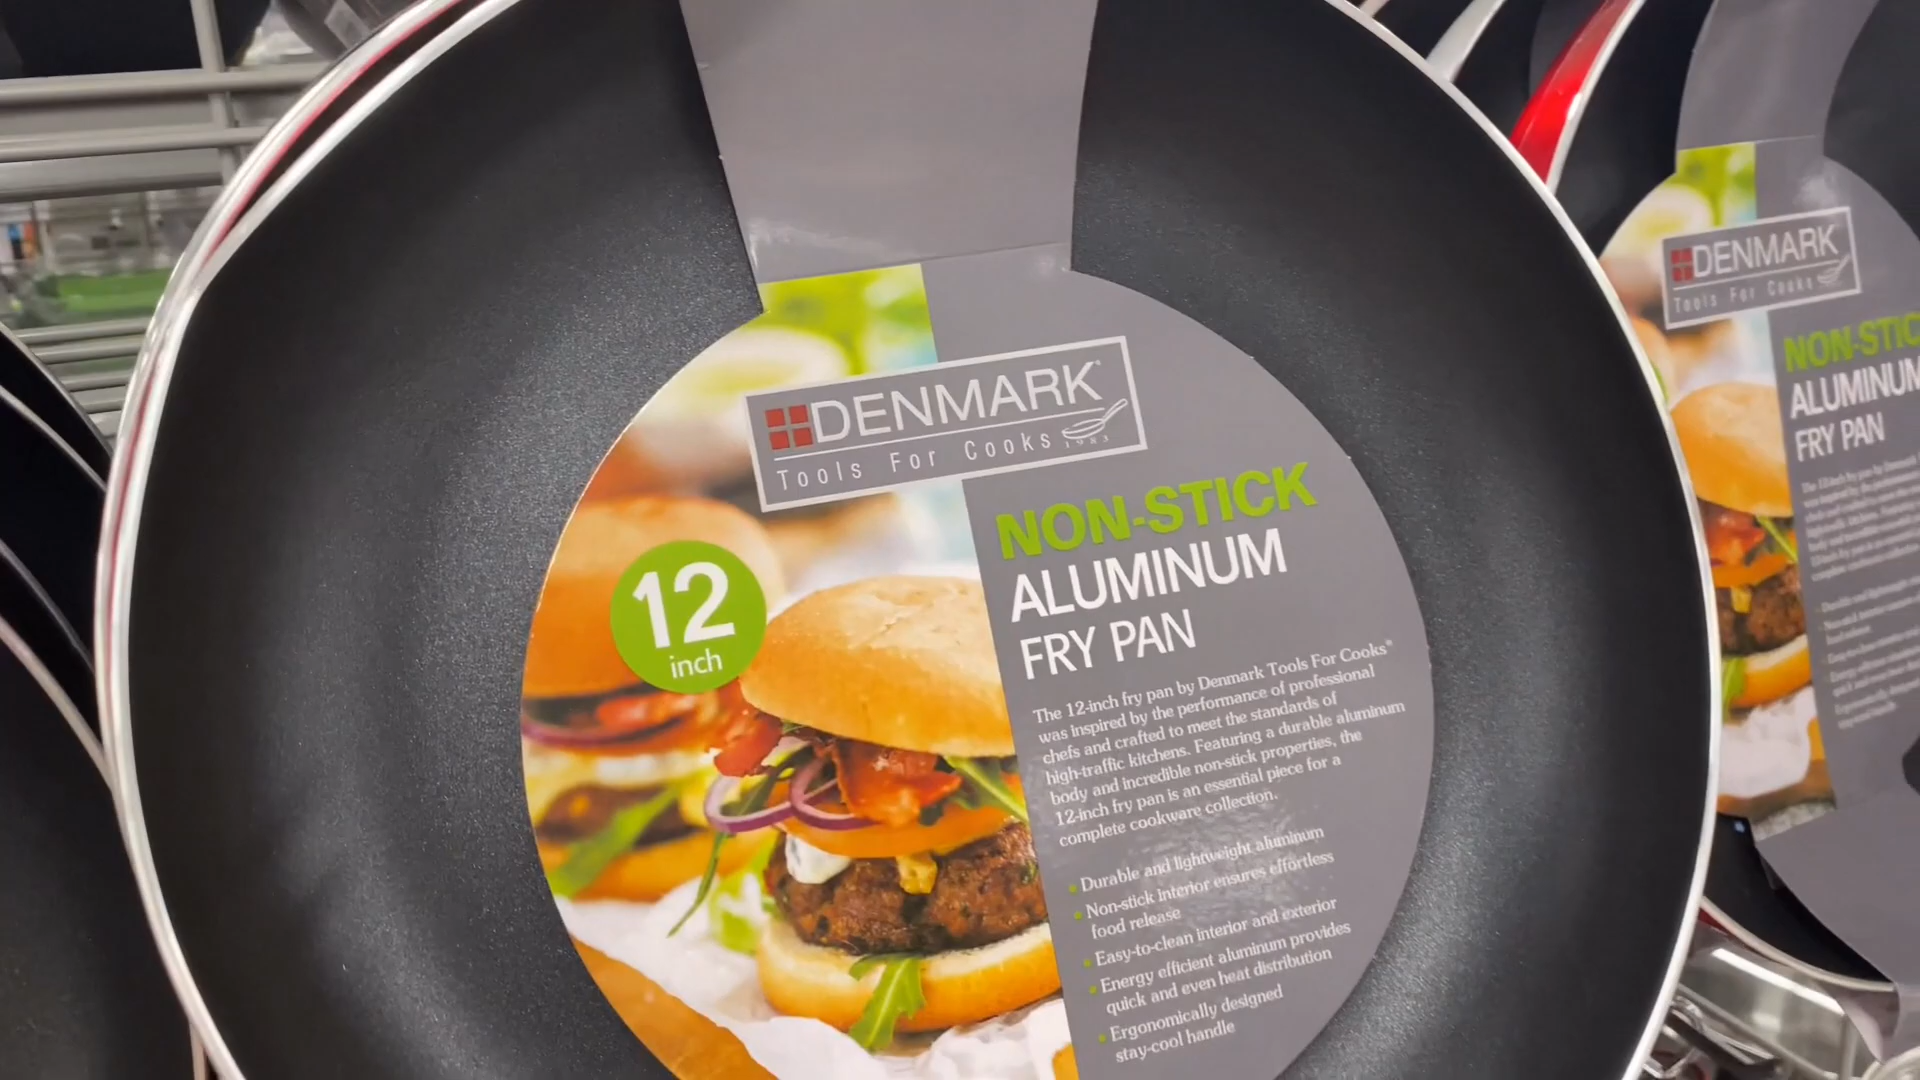 DENMARK
Tools For Cooks
1983
NON-STICK
ALUMINUM
FRY PAN
12
inch
The 12-inch fry pan by Denmark Tools For Cooks®
was inspired by the performance of professional
chefs and crafted to meet the standards of
high-traffic kitchens. Featuring a durable aluminum
body and incredible non-stick properties, the
12-inch fry pan is an essential piece for a
complete cookware collection.
• Durable and lightweight aluminum
• Non-stick interior ensures effortless
food release
• Easy-to-clean interior and exterior
• Energy efficient aluminum provides
quick and even heat distribution
• Ergonomically designed
stay-cool handle
DENMARK
Tools For Cooks
NON-STIC
ALUMINUM
FRY PAN